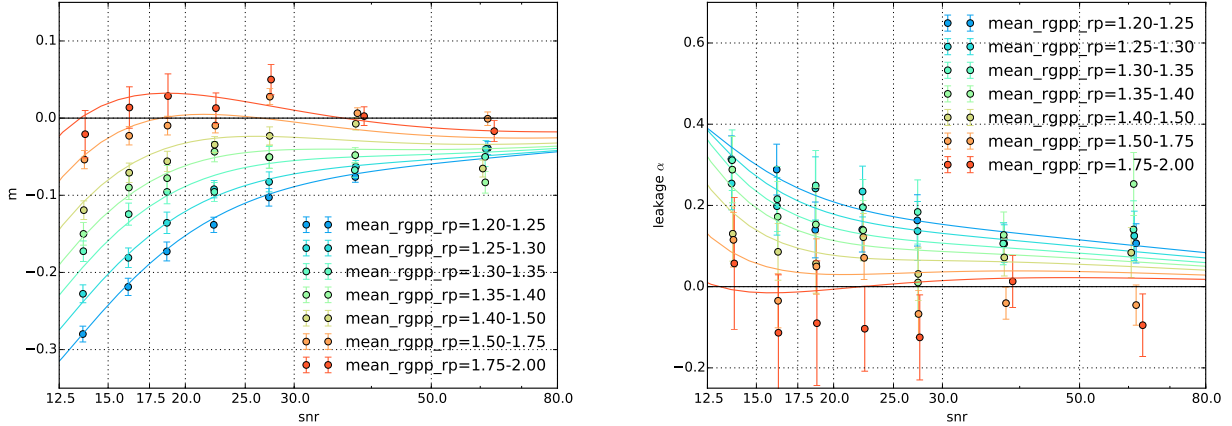 0.1
0.0
−0.1
−0.2
−0.3
m
12.5 15.0 17.5 20.0 25.0 30.0 50.0 80.0
snr
mean_rgpp_rp=1.20-1.25
mean_rgpp_rp=1.25-1.30
mean_rgpp_rp=1.30-1.35
mean_rgpp_rp=1.35-1.40
mean_rgpp_rp=1.40-1.50
mean_rgpp_rp=1.50-1.75
mean_rgpp_rp=1.75-2.00
0.6
0.4
0.2
0.0
−0.2
leakage α
12.5 15.0 17.5 20.0 25.0 30.0 50.0 80.0
snr
mean_rgpp_rp=1.20-1.25
mean_rgpp_rp=1.25-1.30
mean_rgpp_rp=1.30-1.35
mean_rgpp_rp=1.35-1.40
mean_rgpp_rp=1.40-1.50
mean_rgpp_rp=1.50-1.75
mean_rgpp_rp=1.75-2.00